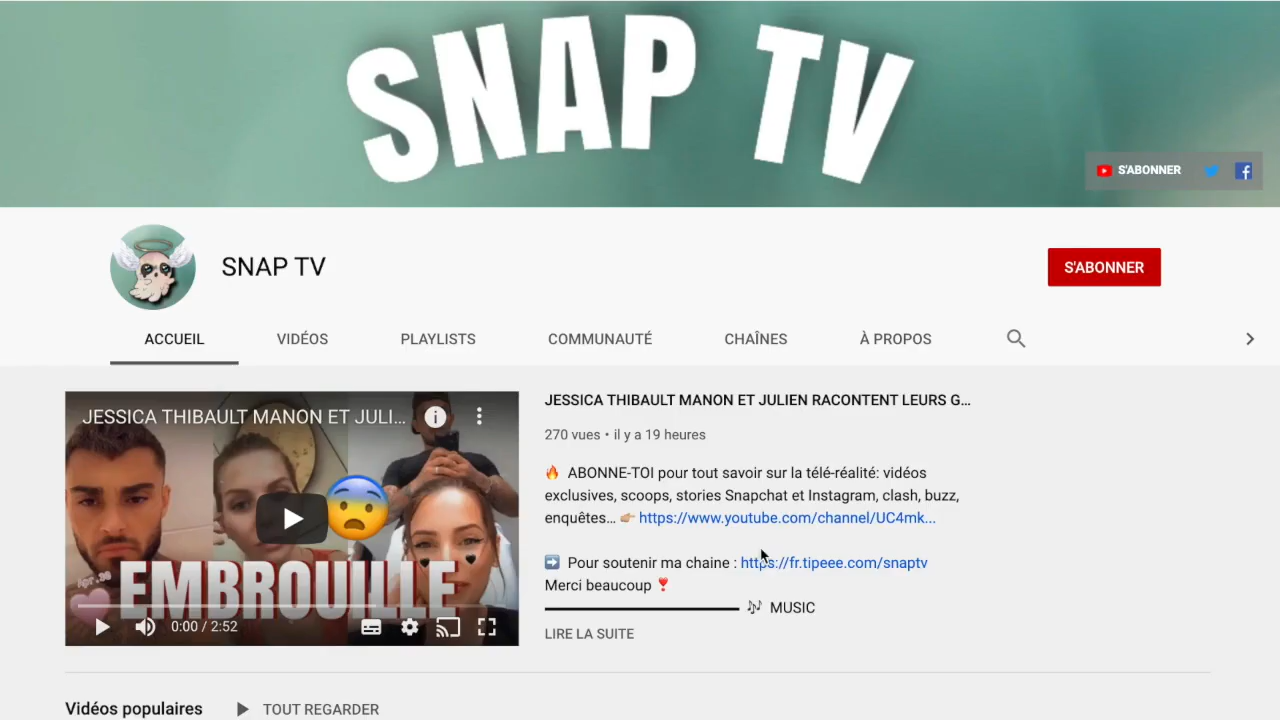 SNAP TV
S'ABONNER
SNAP TV
S'ABONNER
ACCUEIL VIDÉOS PLAYLISTS COMMUNAUTÉ CHAÎNES À PROPOS
JESSICA THIBAULT MANON ET JULI...
EMBROUILLE
0:00 / 2:52
JESSICA THIBAULT MANON ET JULIEN RACONTENT LEURS G...
270 vues • il y a 19 heures
🔥 ABONNE-TOI pour tout savoir sur la télé-réalité: vidéos
exclusives, scoops, stories Snapchat et Instagram, clash, buzz,
enquêtes... 👉🏼 https://www.youtube.com/channel/UC4mk...
➡️ Pour soutenir ma chaine : https://fr.tipeee.com/snaptv
Merci beaucoup ❣️
🎶 MUSIC
LIRE LA SUITE
Vidéos populaires TOUT REGARDER